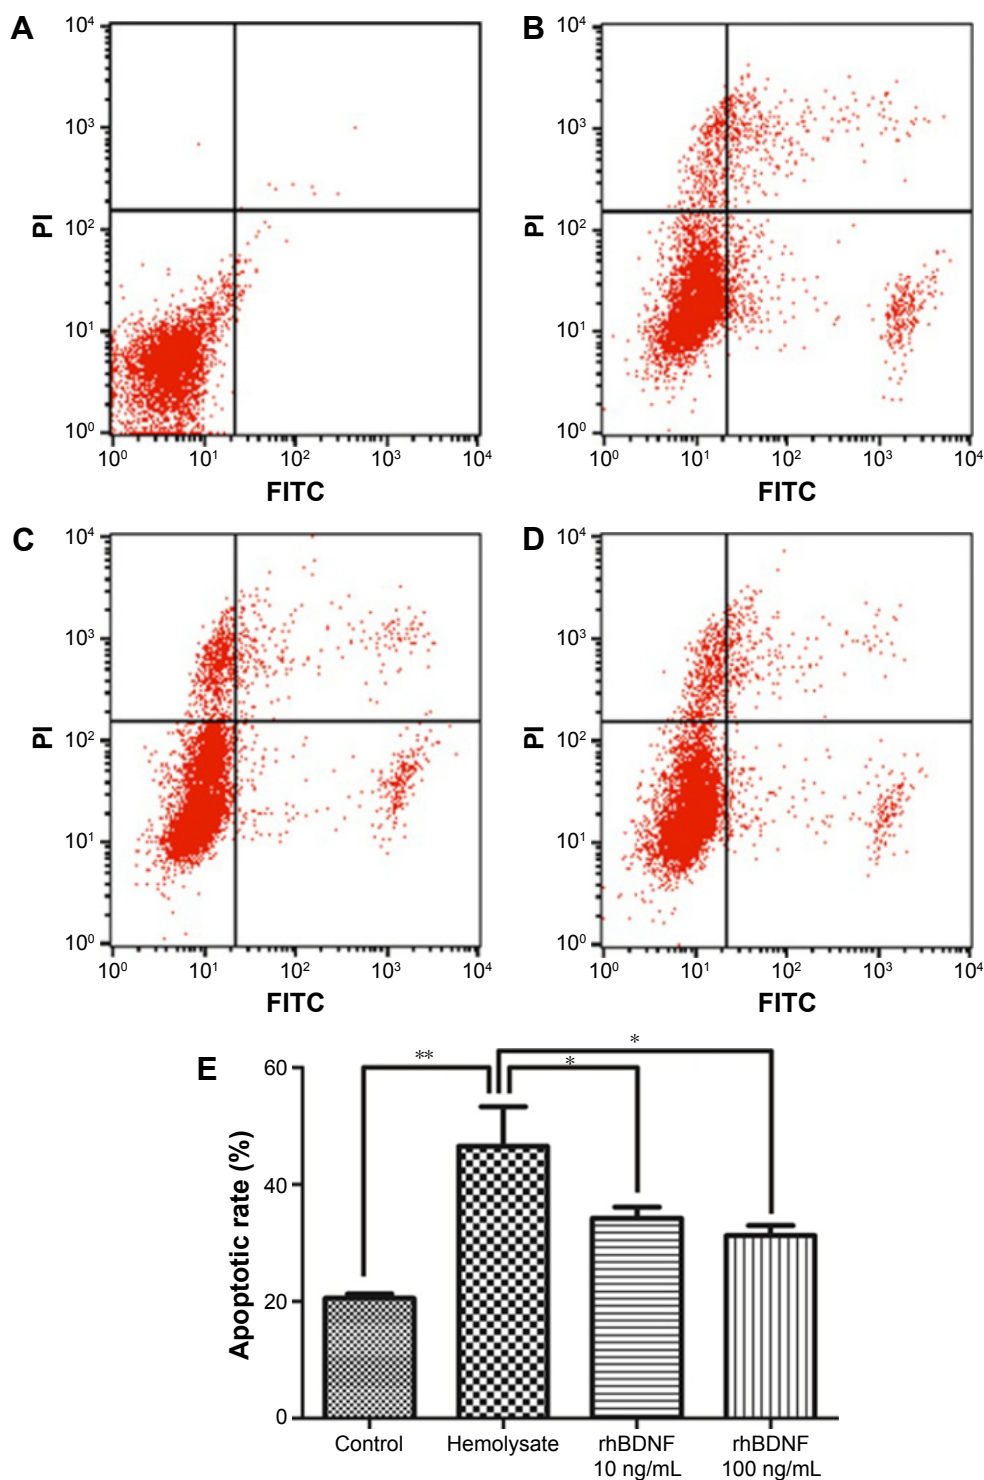 A
B
10⁴
10³
10²
10¹
10⁰
PI
10⁰ 10¹ 10² 10³ 10⁴
FITC
10⁴
10³
10²
10¹
10⁰
PI
10⁰ 10¹ 10² 10³ 10⁴
FITC
C
D
10⁴
10³
10²
10¹
10⁰
PI
10⁰ 10¹ 10² 10³ 10⁴
FITC
10⁴
10³
10²
10¹
10⁰
PI
10⁰ 10¹ 10² 10³ 10⁴
FITC
E
Apoptotic rate (%)
60
40
20
0
**
*
*
Control
Hemolysate
rhBDNF
10 ng/mL
rhBDNF
100 ng/mL